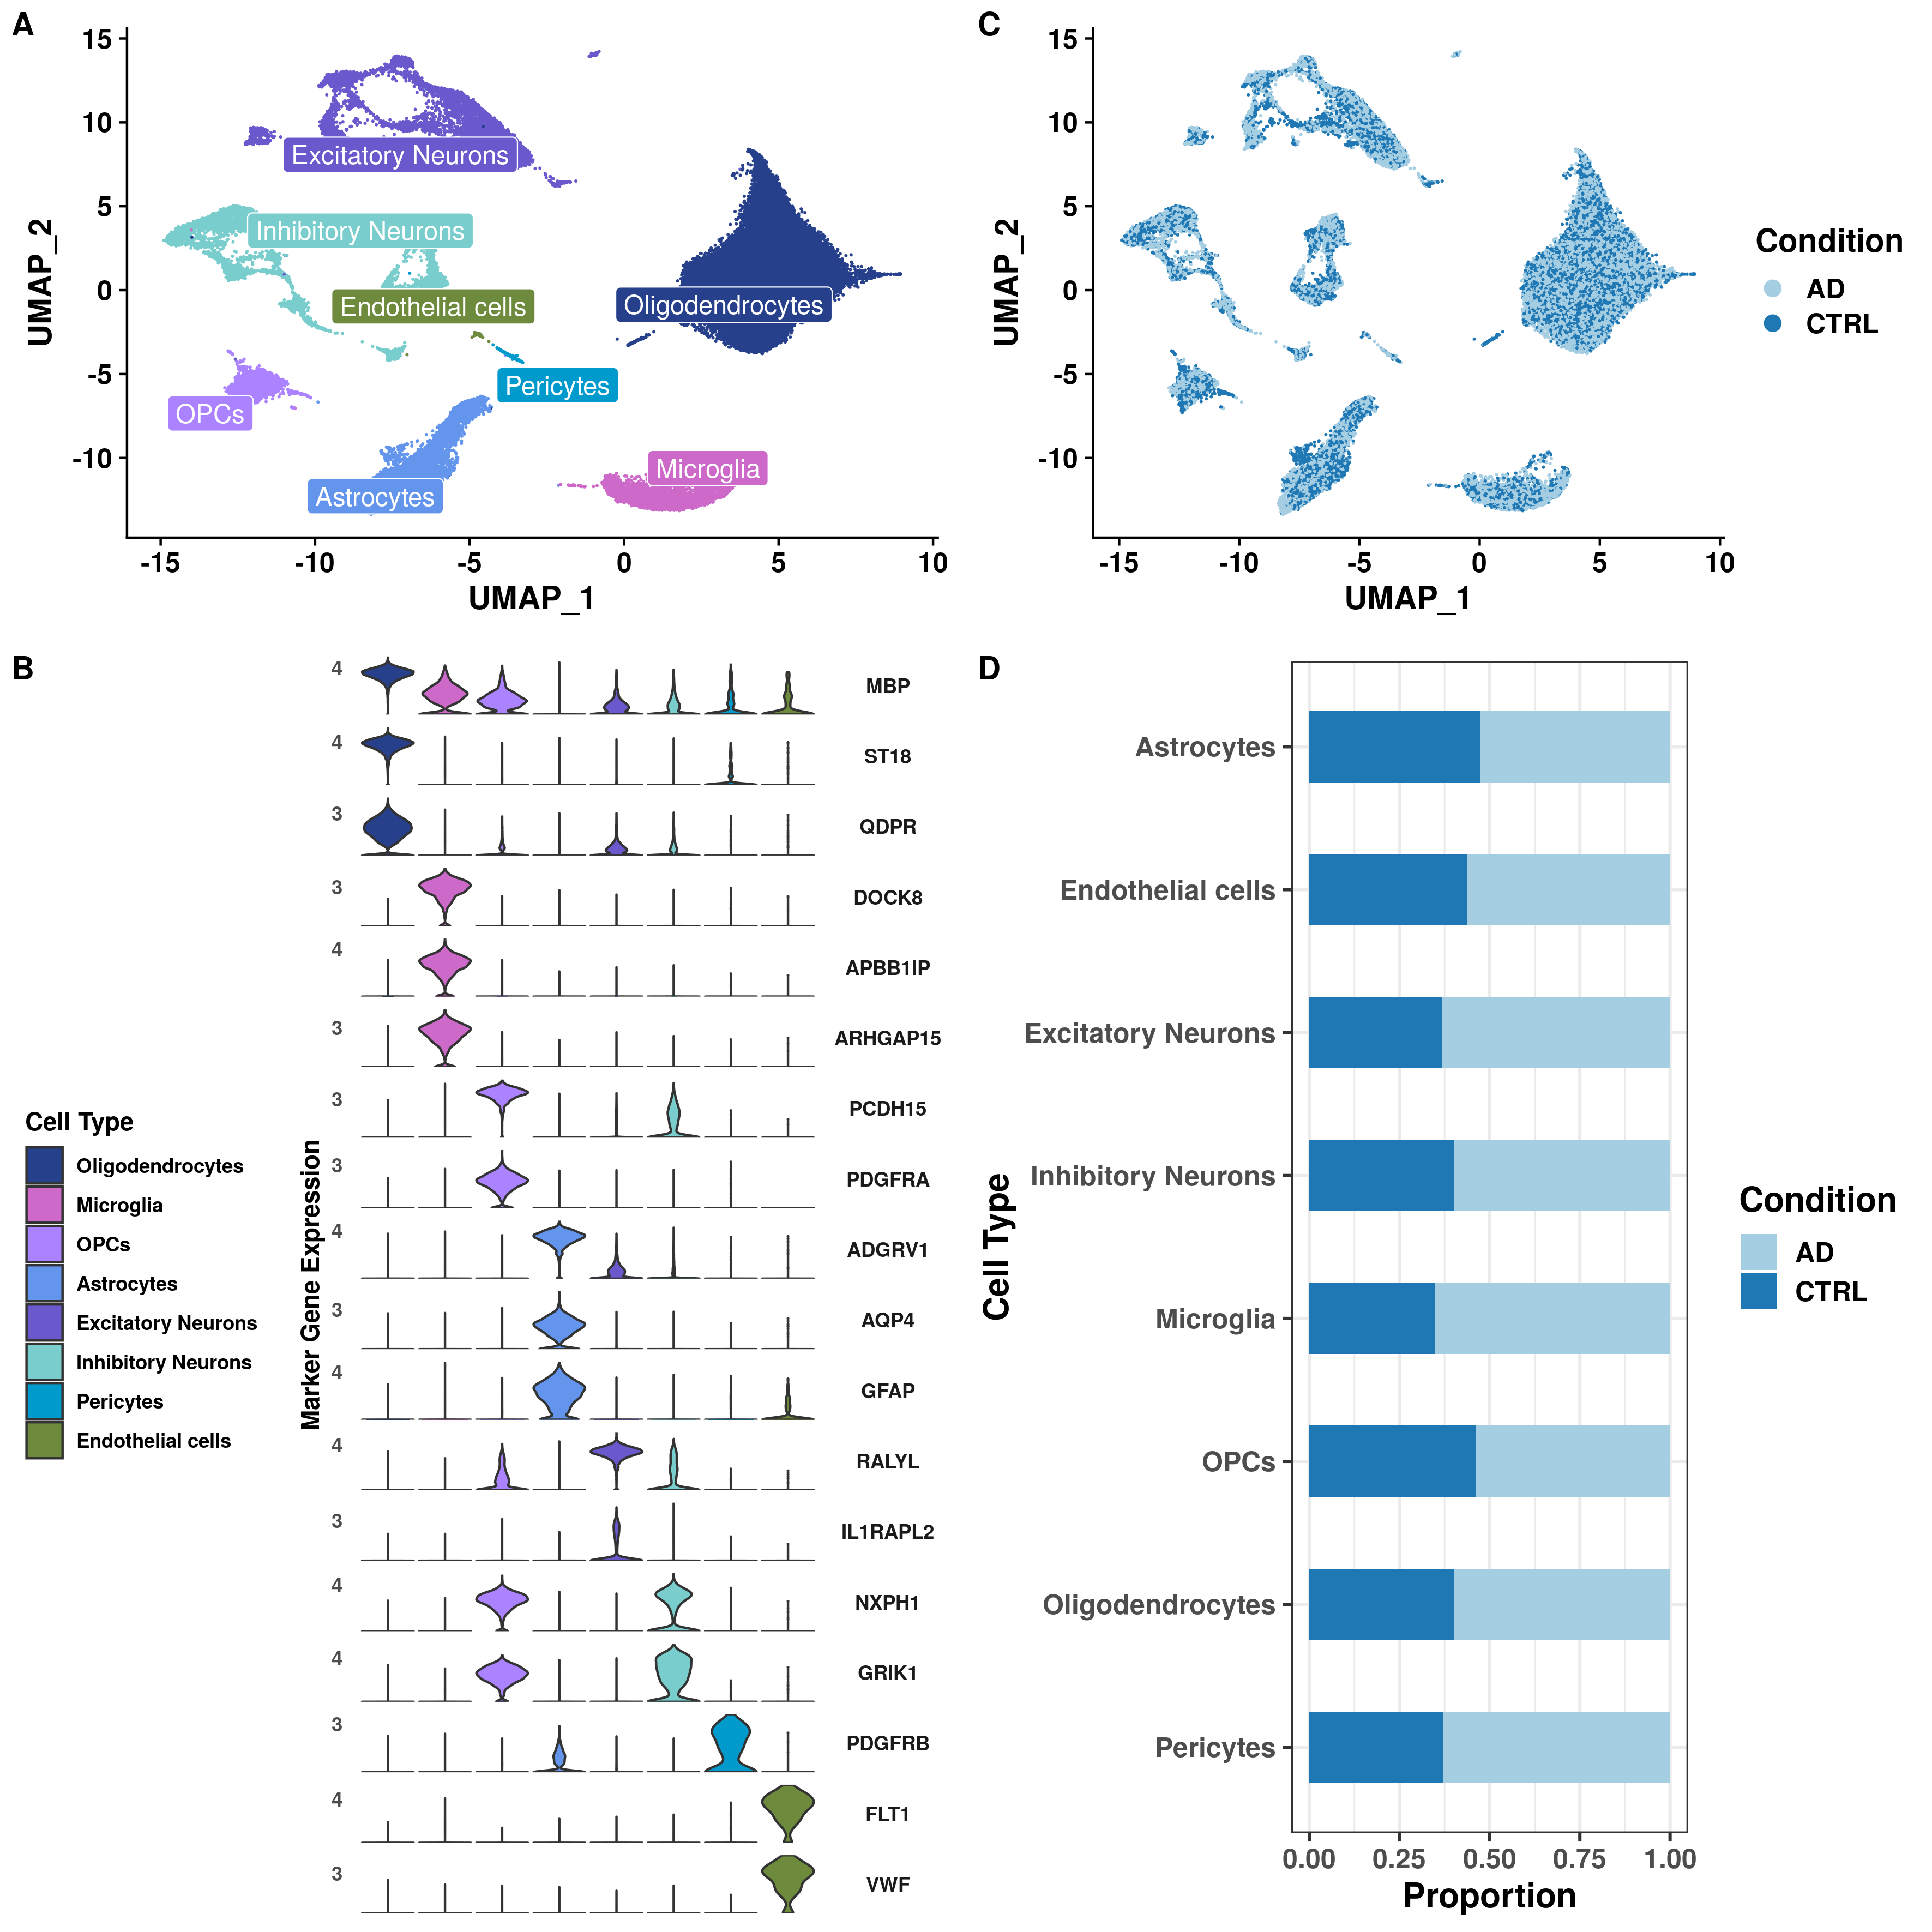 A
15
10
5
0
-5
-10
UMAP_2
Excitatory Neurons
Inhibitory Neurons
Endothelial cells
Oligodendrocytes
Pericytes
OPCs
Microglia
Astrocytes
-15 -10 -5 0 5 10
UMAP_1
C
15
10
5
0
-5
-10
UMAP_2
-15 -10 -5 0 5 10
UMAP_1
Condition
AD
CTRL
B
Cell Type
Oligodendrocytes
Microglia
OPCs
Astrocytes
Excitatory Neurons
Inhibitory Neurons
Pericytes
Endothelial cells
Marker Gene Expression
4 MBP
4 ST18
3 QDPR
3 DOCK8
4 APBB1IP
3 ARHGAP15
3 PCDH15
3 PDGFRA
4 ADGRV1
3 AQP4
4 GFAP
4 RALYL
3 IL1RAPL2
4 NXPH1
4 GRIK1
3 PDGFRB
4 FLT1
3 VWF
D
Cell Type
Astrocytes
Endothelial cells
Excitatory Neurons
Inhibitory Neurons
Microglia
OPCs
Oligodendrocytes
Pericytes
0.00 0.25 0.50 0.75 1.00
Proportion
Condition
AD
CTRL